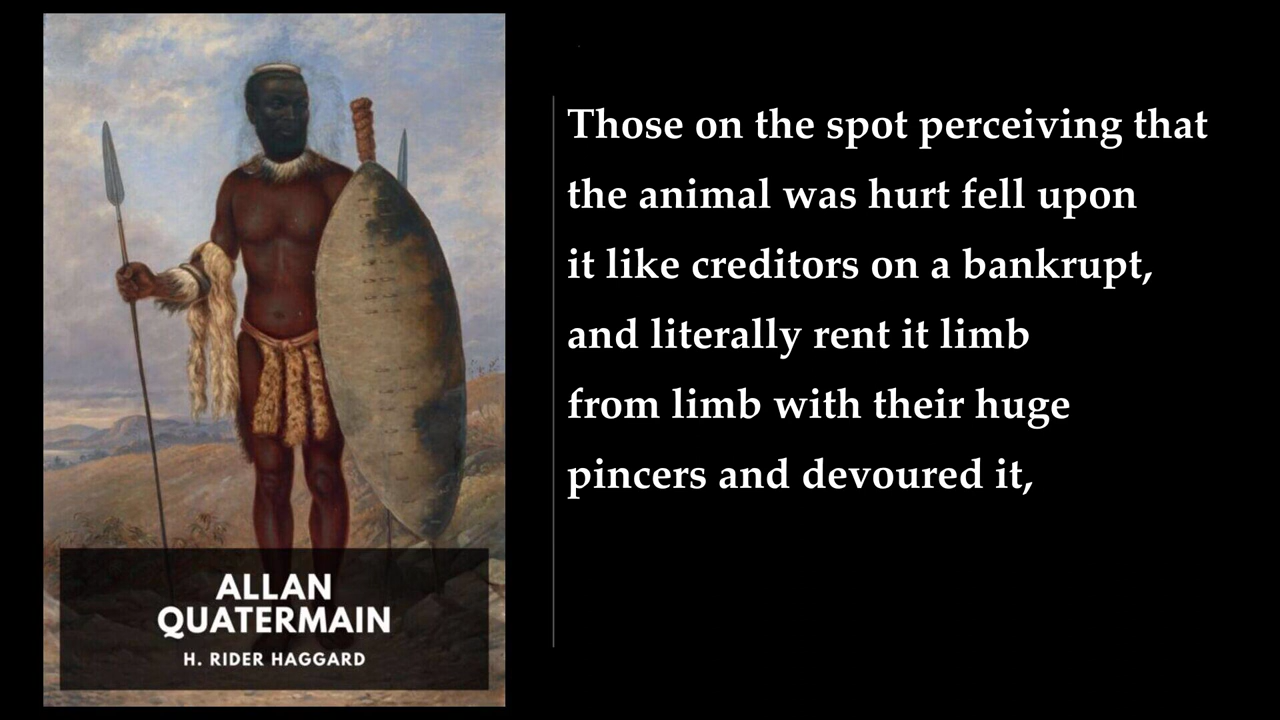 ALLAN
QUATERMAIN
H. RIDER HAGGARD
Those on the spot perceiving that
the animal was hurt fell upon
it like creditors on a bankrupt,
and literally rent it limb
from limb with their huge
pincers and devoured it,